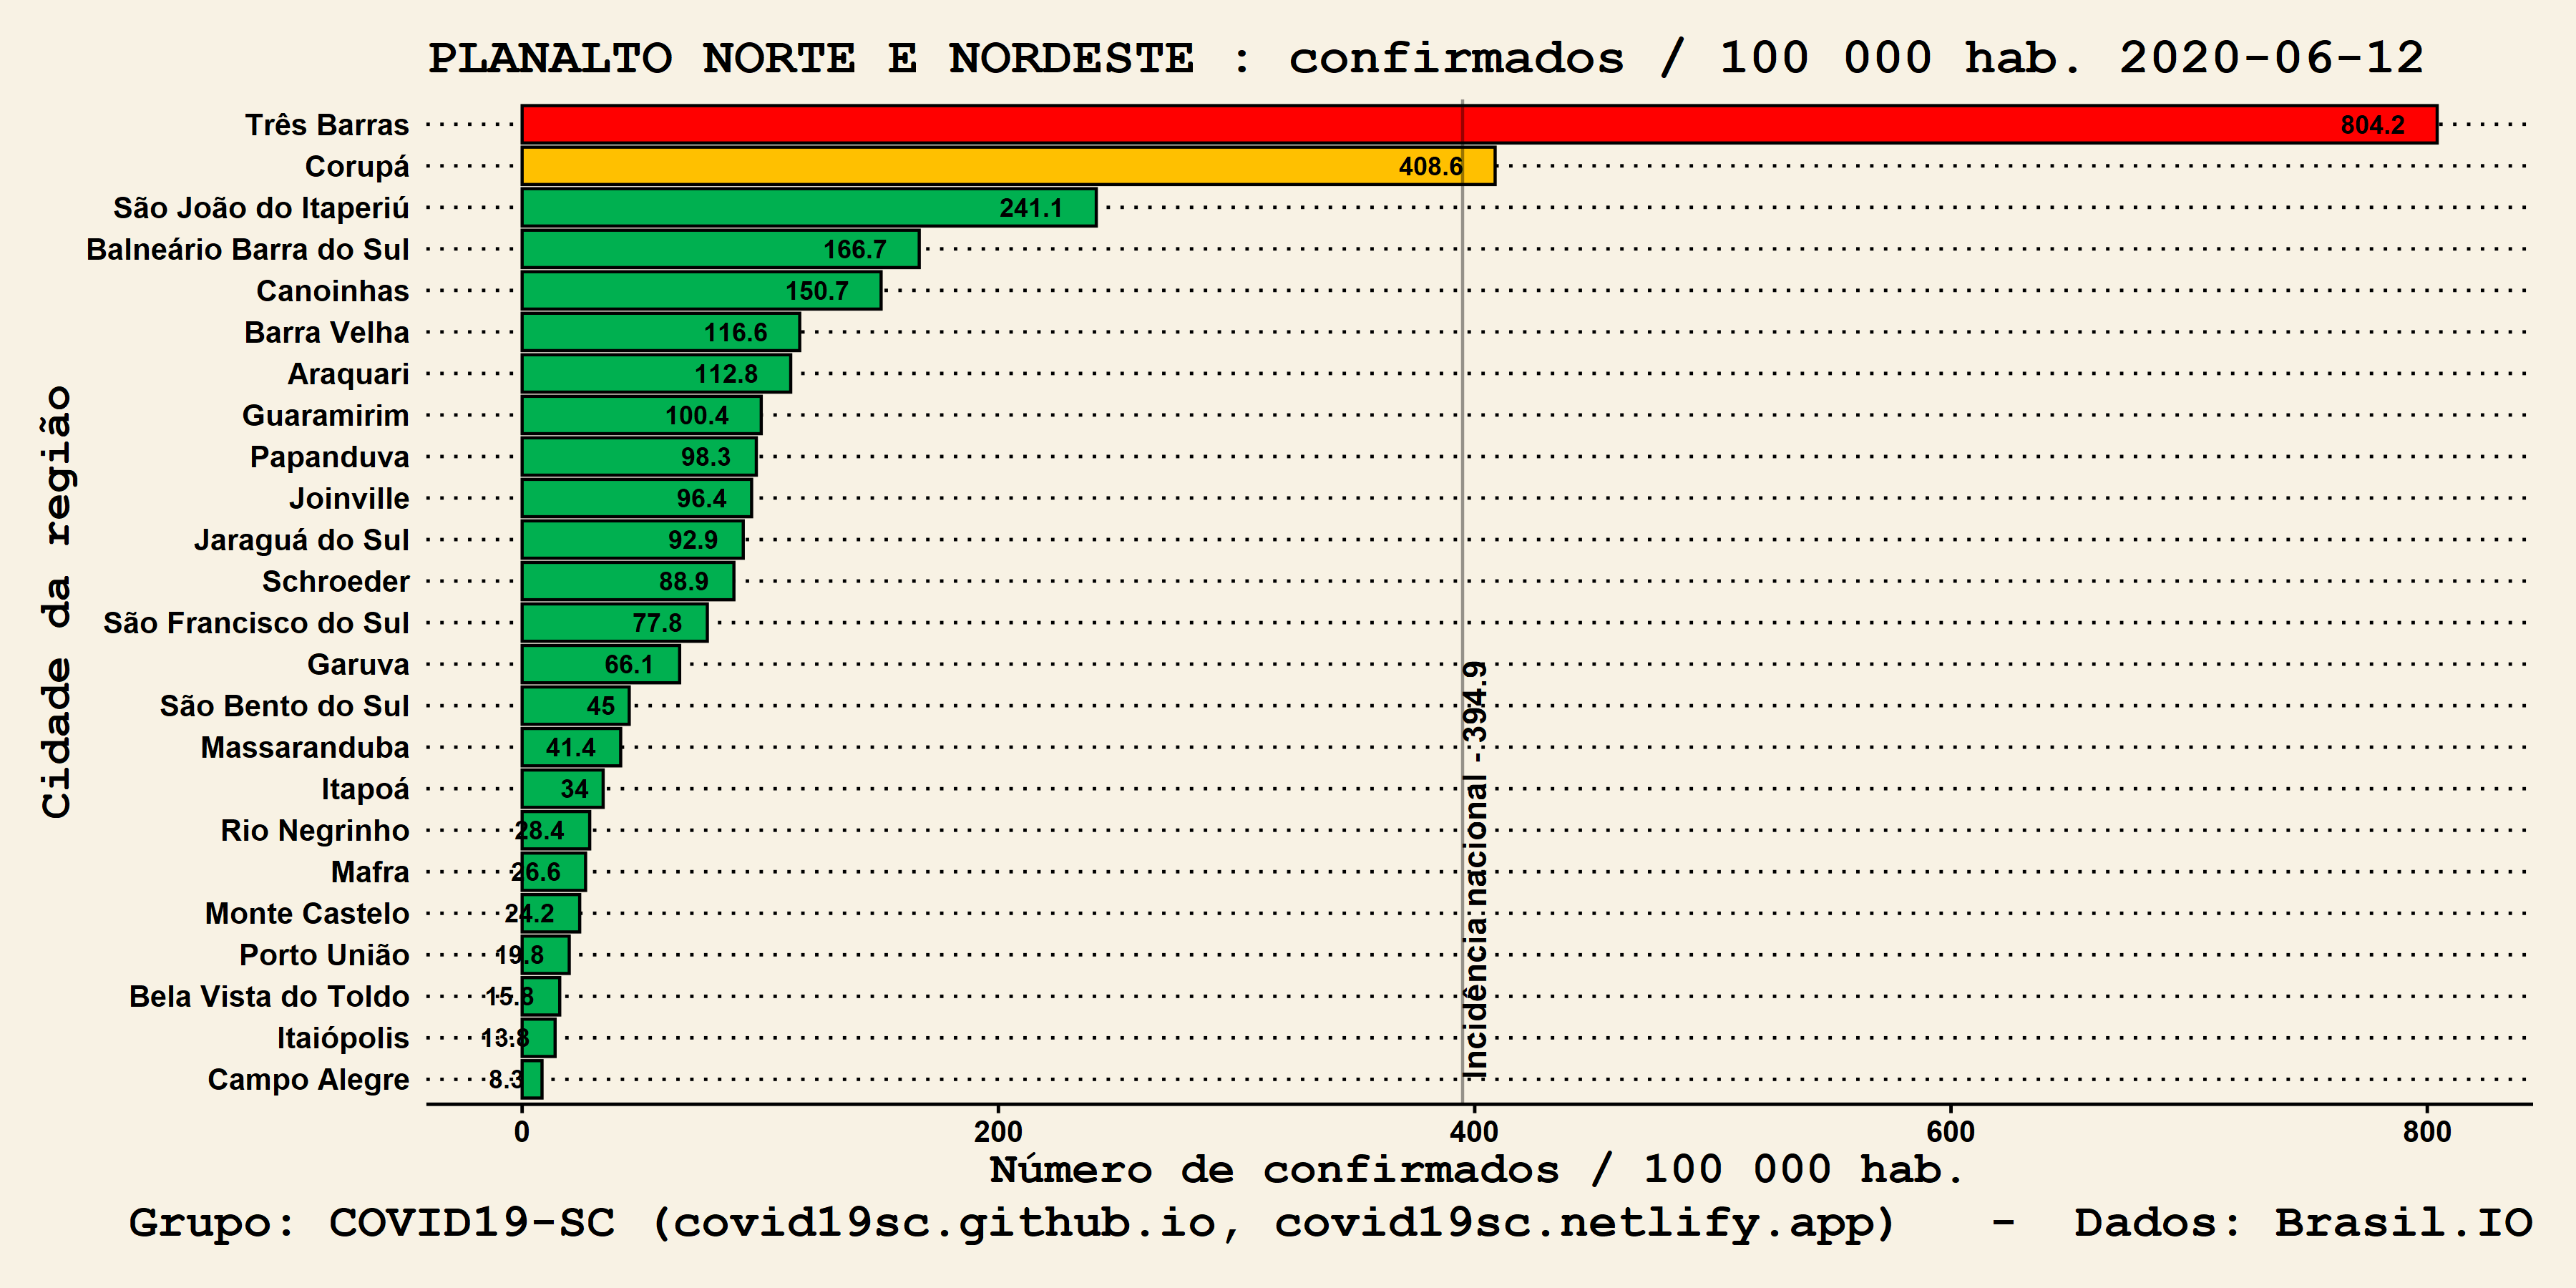 PLANALTO NORTE E NORDESTE : confirmados / 100 000 hab. 2020-06-12
Cidade da região
Três Barras 804.2
Corupá 408.6
São João do Itaperiú 241.1
Balneário Barra do Sul 166.7
Canoinhas 150.7
Barra Velha 116.6
Araquari 112.8
Guaramirim 100.4
Papanduva 98.3
Joinville 96.4
Jaraguá do Sul 92.9
Schroeder 88.9
São Francisco do Sul 77.8
Garuva 66.1
São Bento do Sul 45
Massaranduba 41.4
Itapoá 34
Rio Negrinho 28.4
Mafra 26.6
Monte Castelo 24.2
Porto União 19.8
Bela Vista do Toldo 15.8
Itaiópolis 13.8
Campo Alegre 8.3
Incidência nacional - 394.9
0 200 400 600 800
Número de confirmados / 100 000 hab.
Grupo: COVID19-SC (covid19sc.github.io, covid19sc.netlify.app) - Dados: Brasil.IO